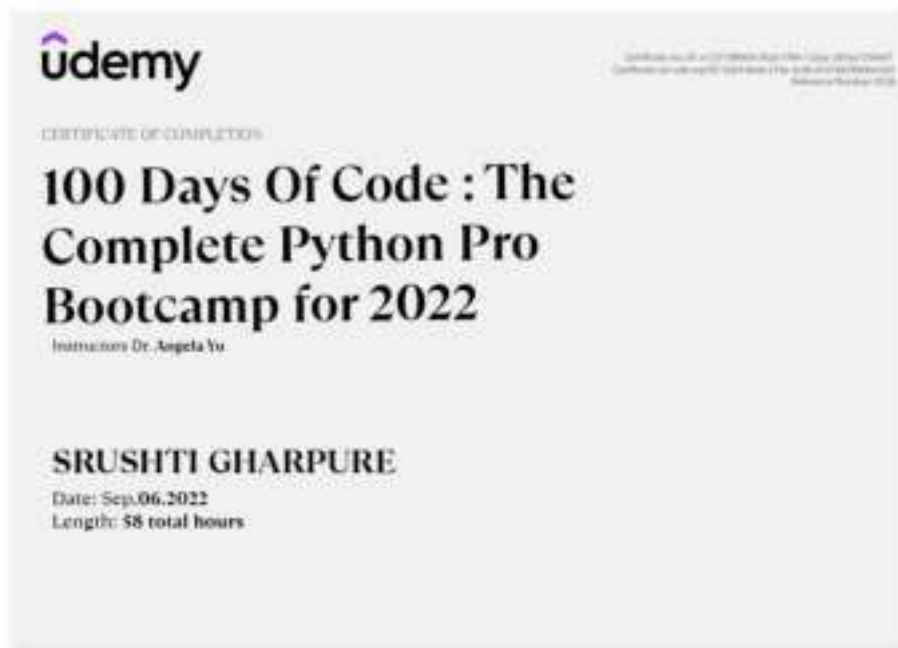 udemy
CERTIFICATE OF COMPLETION
100 Days Of Code : The
Complete Python Pro
Bootcamp for 2022
Instructors Dr. Angela Yu
SRUSHTI GHARPURE
Date: Sep.06.2022
Length: 58 total hours